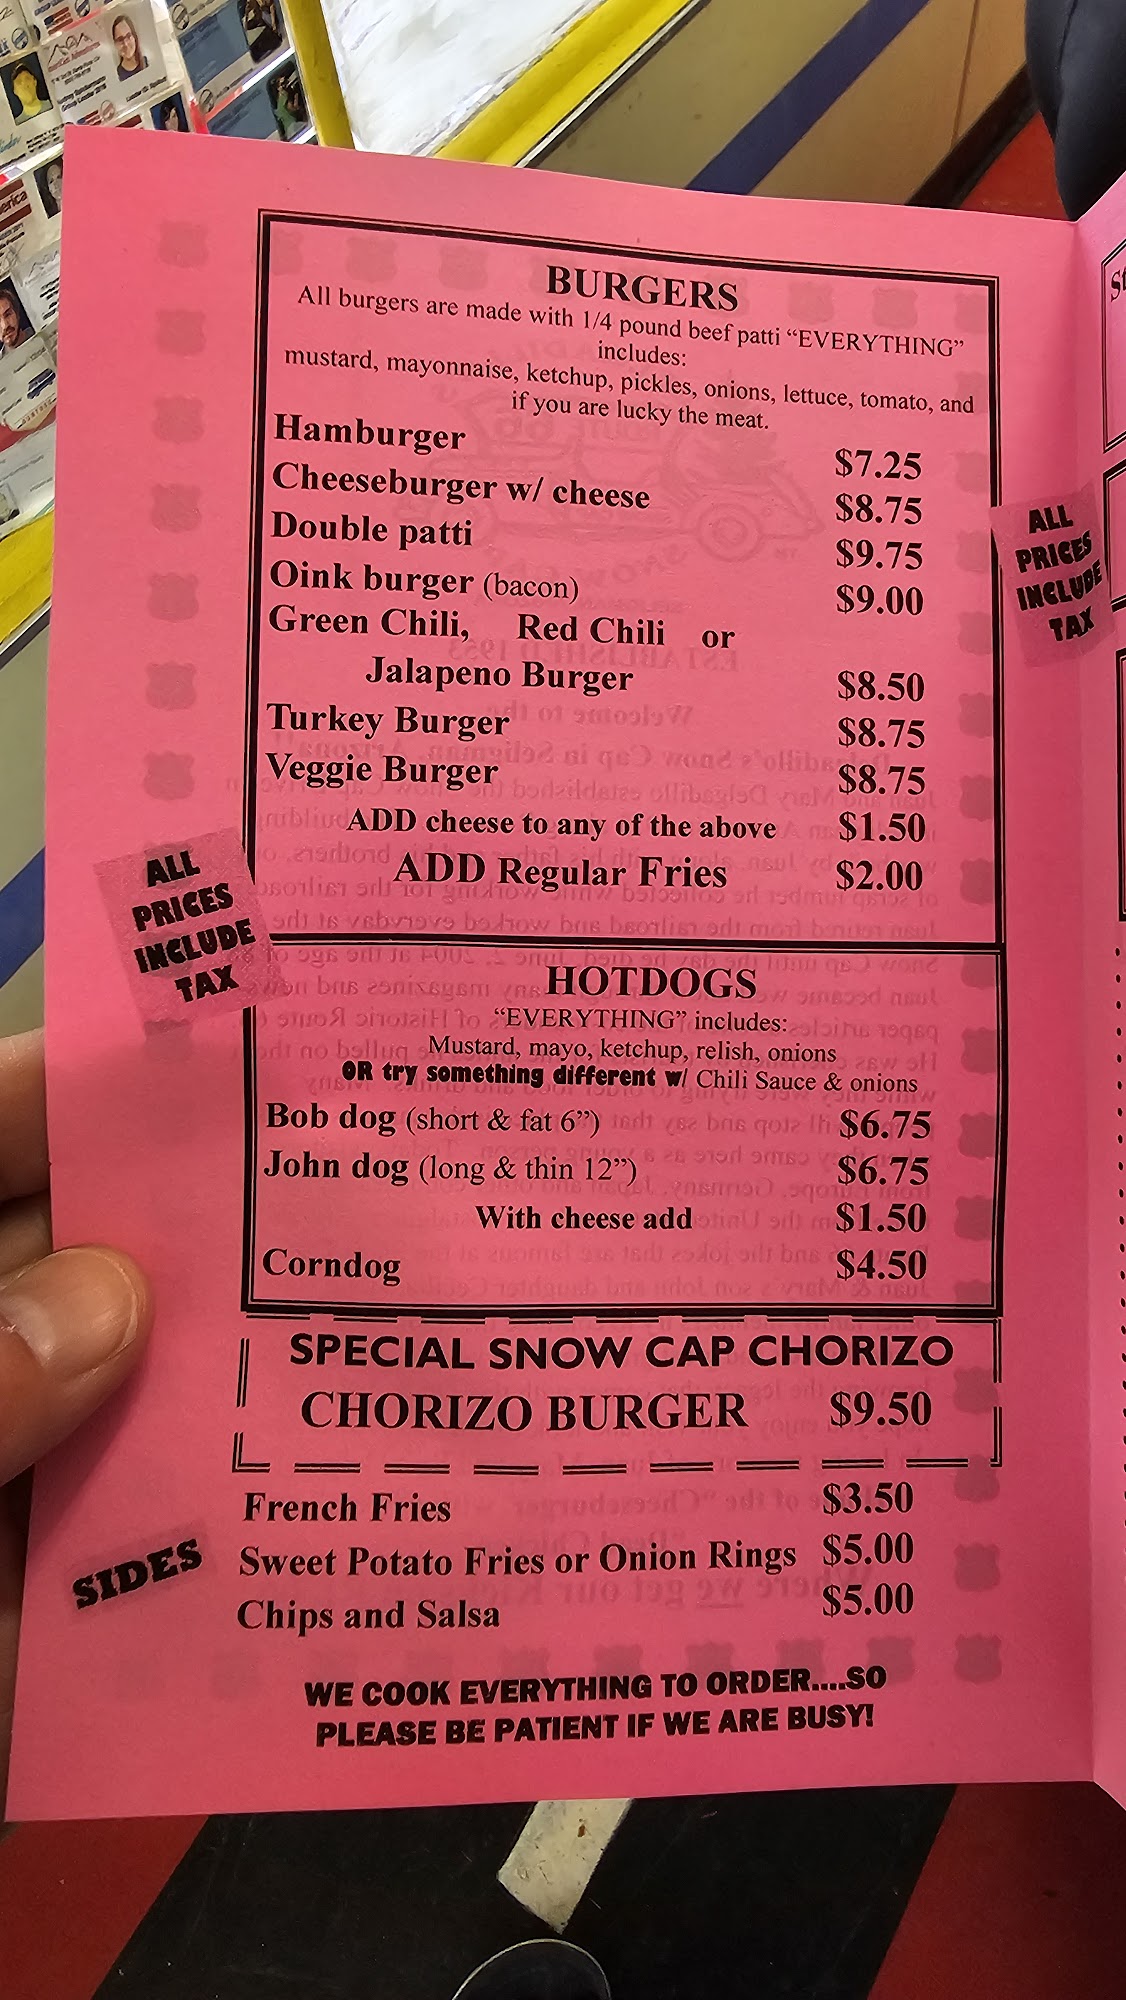 BURGERS
All burgers are made with 1/4 pound beef patti “EVERYTHING”
includes:
mustard, mayonnaise, ketchup, pickles, onions, lettuce, tomato, and
if you are lucky the meat.
Hamburger $7.25
Cheeseburger w/ cheese $8.75
Double patti $9.75
Oink burger (bacon) $9.00
Green Chili, Red Chili or
Jalapeno Burger $8.50
Turkey Burger $8.75
Veggie Burger $8.75
ADD cheese to any of the above $1.50
ADD Regular Fries $2.00
ALL
PRICES
INCLUDE
TAX
ALL
PRICES
INCLUDE
TAX
HOTDOGS
“EVERYTHING” includes:
Mustard, mayo, ketchup, relish, onions
OR try something different w/ Chili Sauce & onions
Bob dog (short & fat 6”) $6.75
John dog (long & thin 12”) $6.75
With cheese add $1.50
Corndog $4.50
SPECIAL SNOW CAP CHORIZO
CHORIZO BURGER $9.50
SIDES
French Fries $3.50
Sweet Potato Fries or Onion Rings $5.00
Chips and Salsa $5.00
WE COOK EVERYTHING TO ORDER....SO
PLEASE BE PATIENT IF WE ARE BUSY!